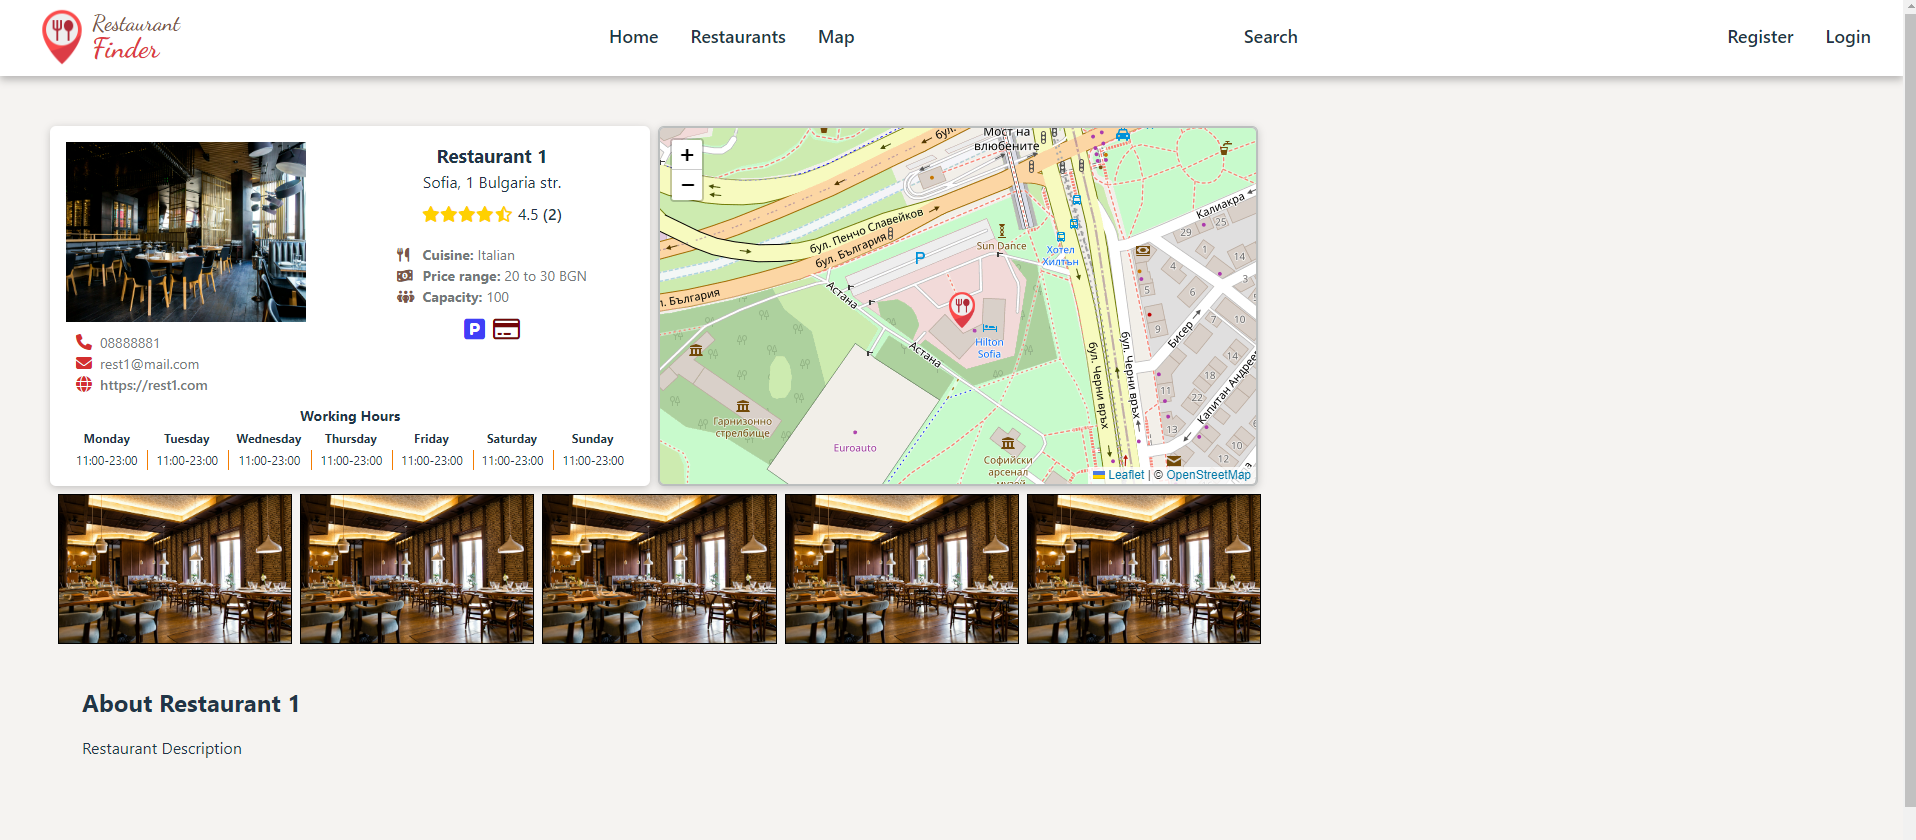 Restaurant
Finder
Home
Restaurants
Map
Search
Register
Login
Restaurant 1
Sofia, 1 Bulgaria str.
4.5 (2)
Cuisine: Italian
Price range: 20 to 30 BGN
Capacity: 100
P
08888881
rest1@mail.com
https://rest1.com
Working Hours
Monday Tuesday Wednesday Thursday Friday Saturday Sunday
11:00-23:00 11:00-23:00 11:00-23:00 11:00-23:00 11:00-23:00 11:00-23:00 11:00-23:00
+
−
бул.
Мост на
влюбените
Калиакра
25
29
1
14
4
3
5
6
9
14
18
11
22
13
12
10
10
бул. Пенчо Славейков
бул. България
Sun Dance
P
Хотел
Хилтън
л. България
Астана
Hilton
Sofia
Астана
бул. Черни връх
бул. Черни връх
Бисер
Капитан Андреев
Гарнизонно
стрелбище
Euroauto
Софийски
арсенал
музей
Leaflet | © OpenStreetMap
About Restaurant 1
Restaurant Description